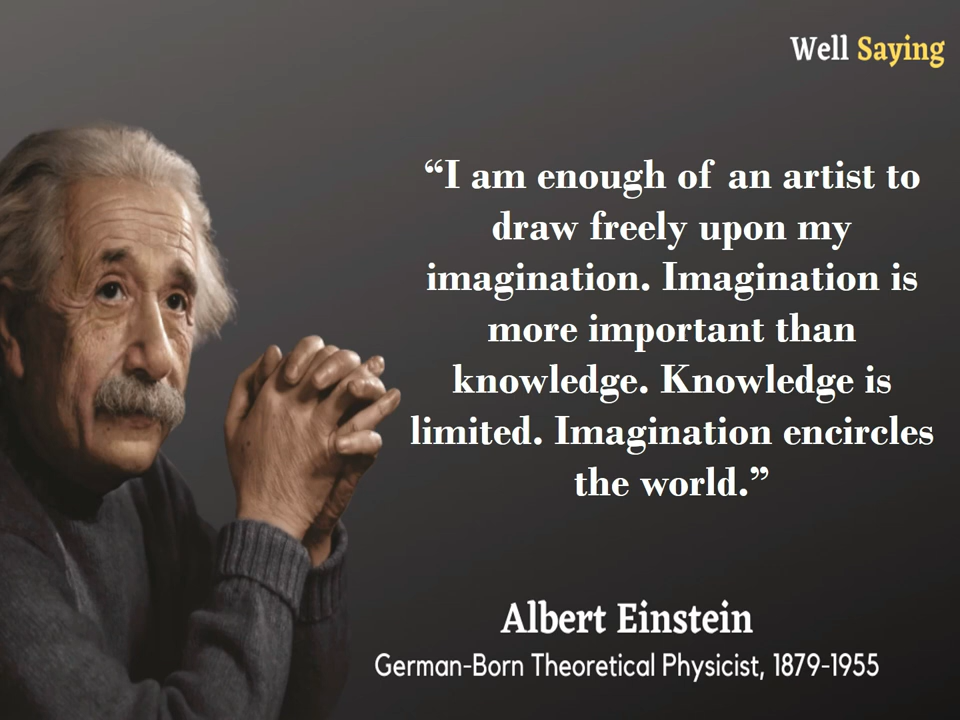 Well Saying
“I am enough of an artist to
draw freely upon my
imagination. Imagination is
more important than
knowledge. Knowledge is
limited. Imagination encircles
the world.”
Albert Einstein
German-Born Theoretical Physicist, 1879-1955